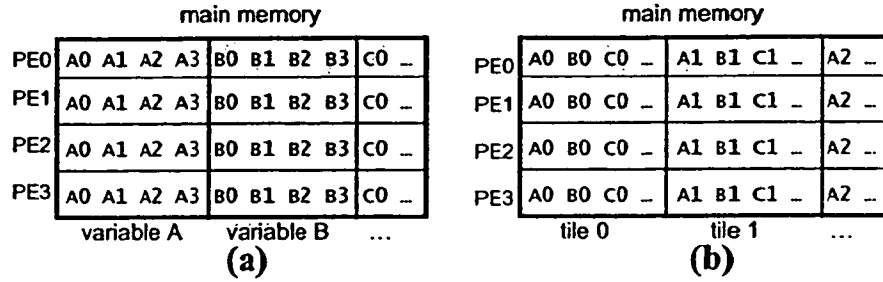 main memory
PE0 A0 A1 A2 A3 B0 B1 B2 B3 C0 ...
PE1 A0 A1 A2 A3 B0 B1 B2 B3 C0 ...
PE2 A0 A1 A2 A3 B0 B1 B2 B3 C0 ...
PE3 A0 A1 A2 A3 B0 B1 B2 B3 C0 ...
variable A variable B ...
(a)
main memory
PE0 A0 B0 C0 ... A1 B1 C1 ... A2 ...
PE1 A0 B0 C0 ... A1 B1 C1 ... A2 ...
PE2 A0 B0 C0 ... A1 B1 C1 ... A2 ...
PE3 A0 B0 C0 ... A1 B1 C1 ... A2 ...
tile 0 tile 1 ...
(b)